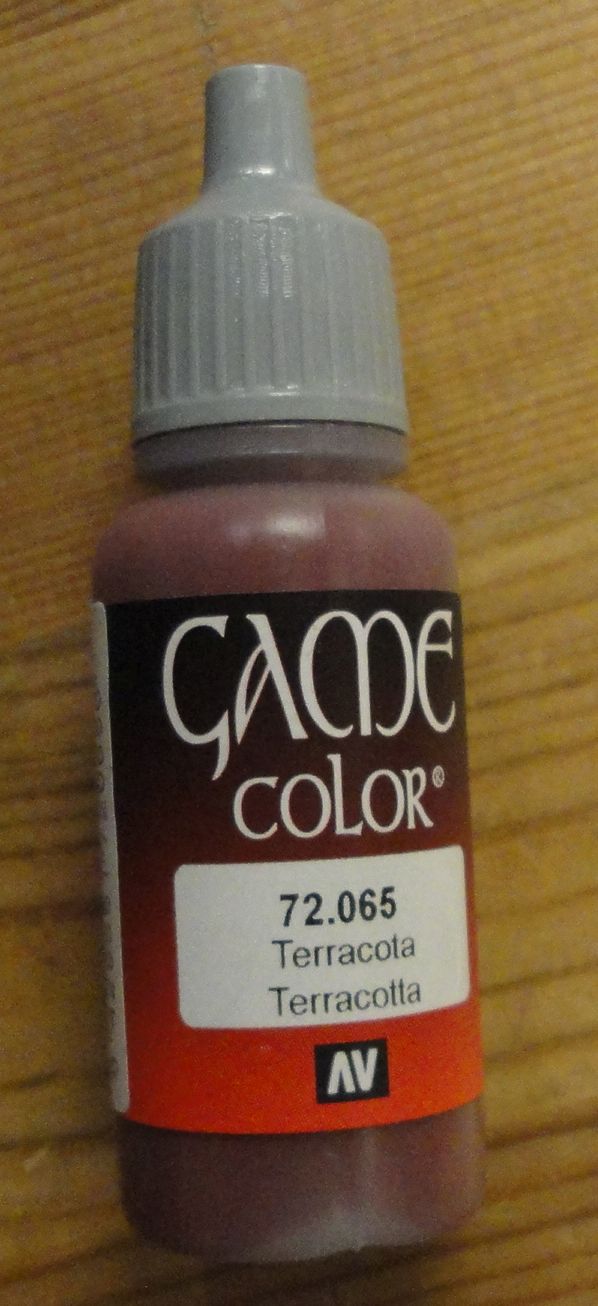 GAME
COLOR®
72.065
Terracota
Terracotta
AV